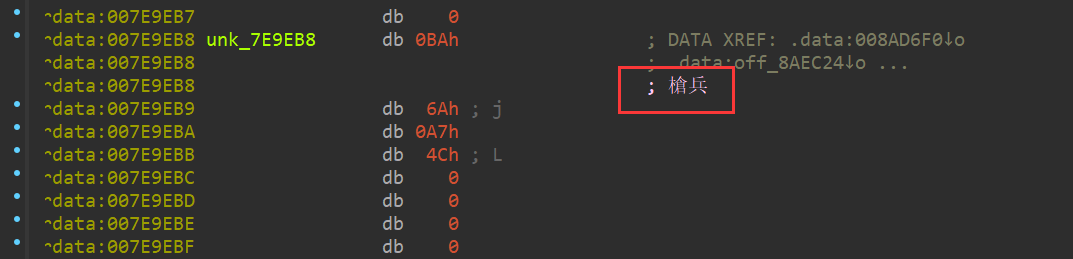 data:007E9EB7 db 0
data:007E9EB8 unk_7E9EB8 db 0BAh ; DATA XREF: .data:008AD6F0↓o
data:007E9EB8 ; data:off_8AEC24↓o ...
data:007E9EB8 ; 槍兵
data:007E9EB9 db 6Ah ; j
data:007E9EBA db 0A7h
data:007E9EBB db 4Ch ; L
data:007E9EBC db 0
data:007E9EBD db 0
data:007E9EBE db 0
data:007E9EBF db 0